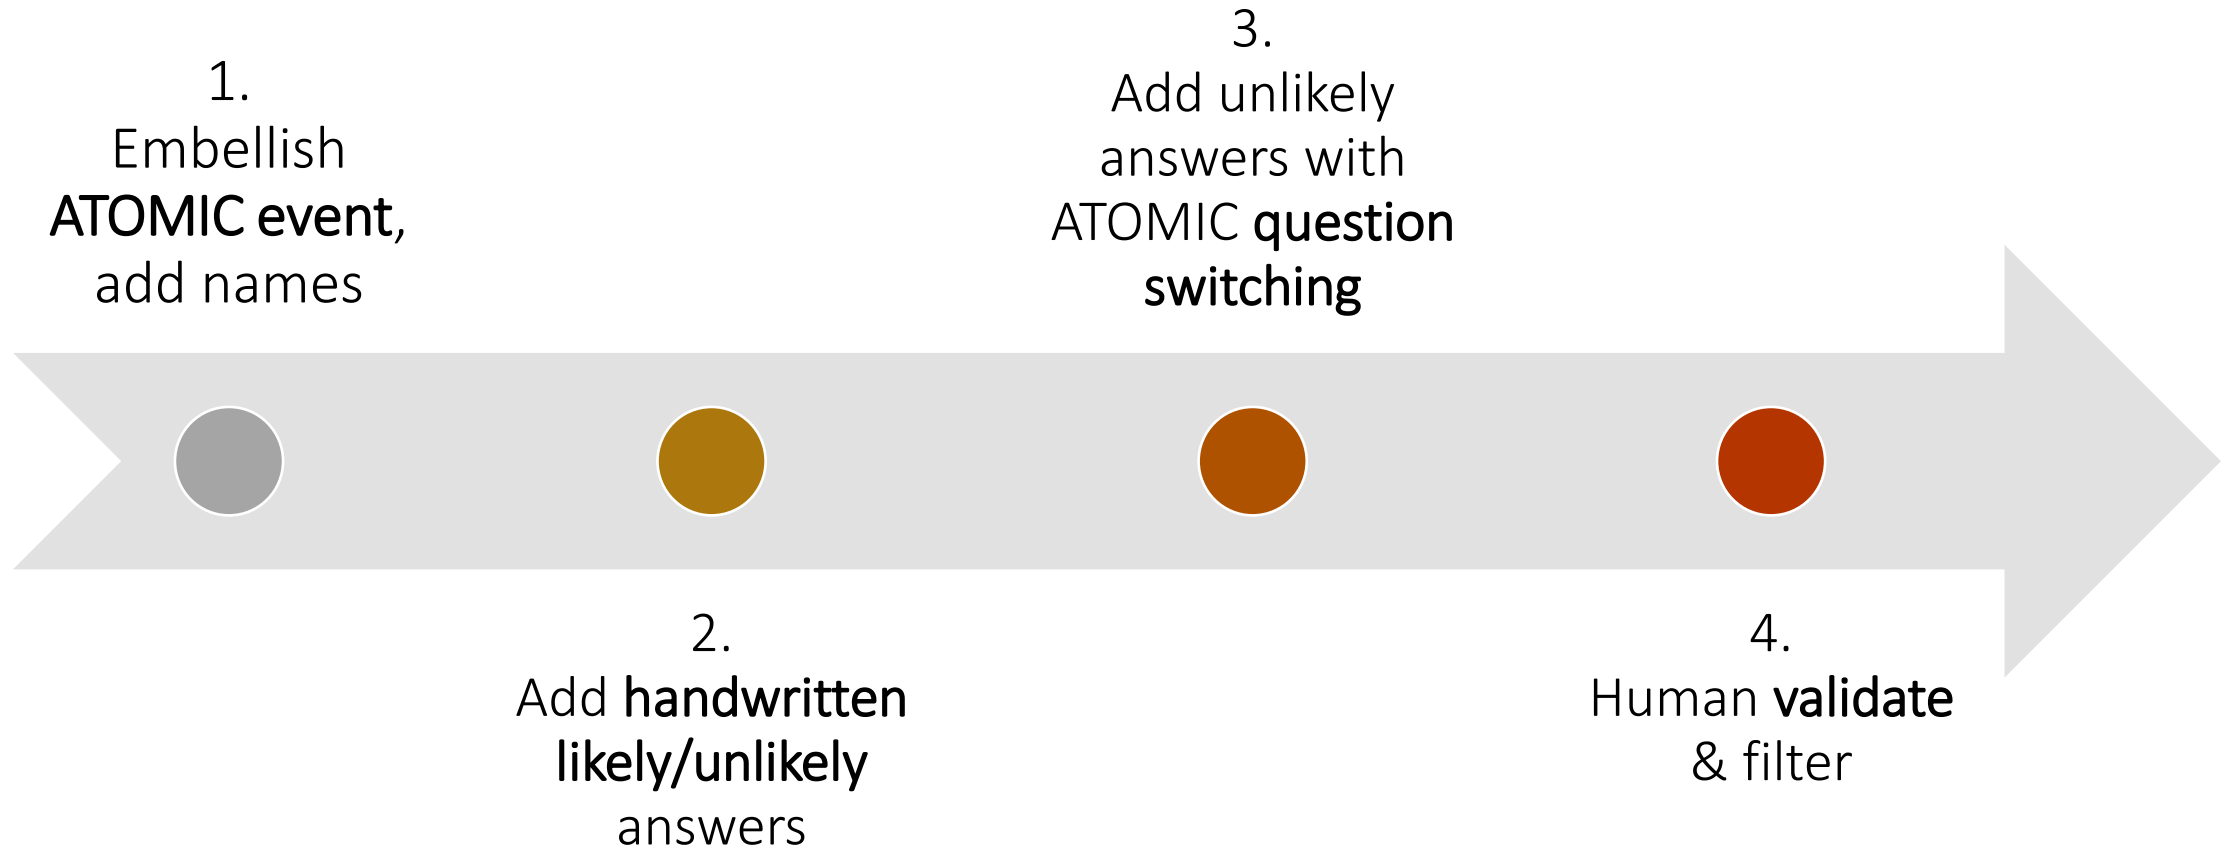 1.
Embellish
ATOMIC event,
add names
2.
Add handwritten
likely/unlikely
answers
3.
Add unlikely
answers with
ATOMIC question
switching
4.
Human validate
& filter